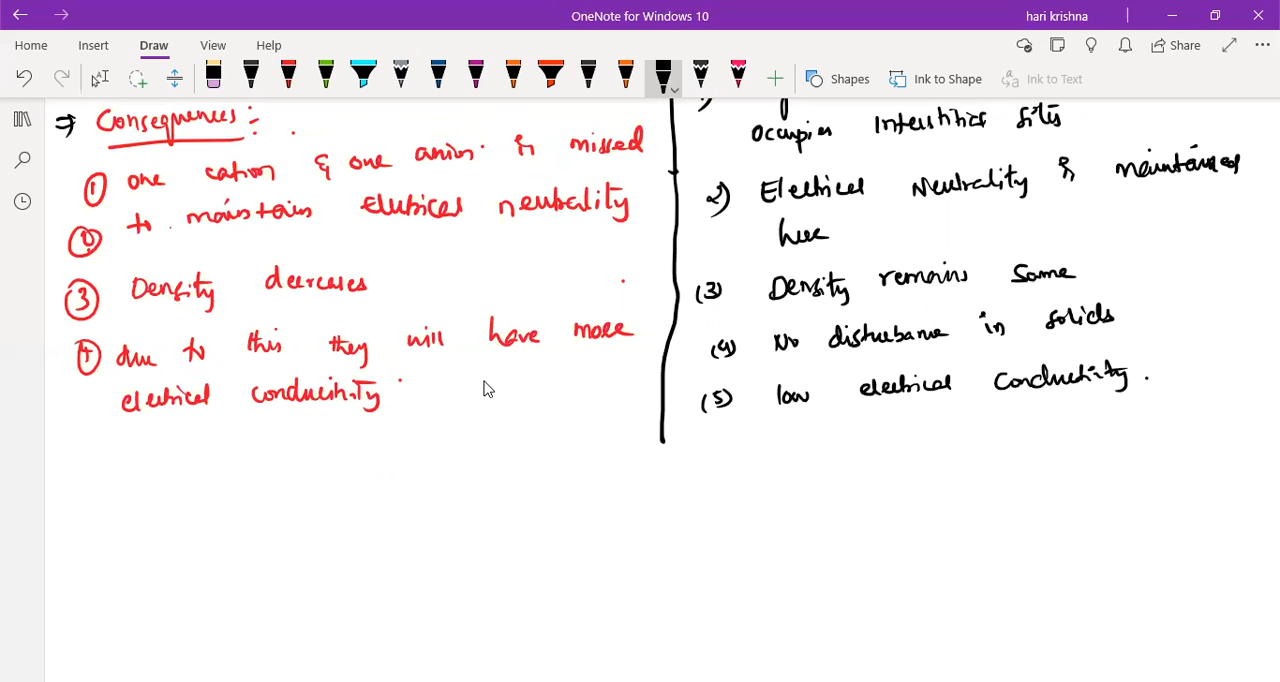 OneNote for Windows 10
hari krishna
Home Insert Draw View Help
Share
Shapes
Ink to Shape
Ink to Text
⇒ Consequences :-
① one cation & one anion is missed
② to maintain electrical neutrality
③ Density decreases
④ due to this they will have more
electrical conductivity
occupies Interstitial sites
2) Electrical Neutrality is maintained
here
(3) Density remains same
(4) No disturbance in solids
(5) low electrical conductivity.